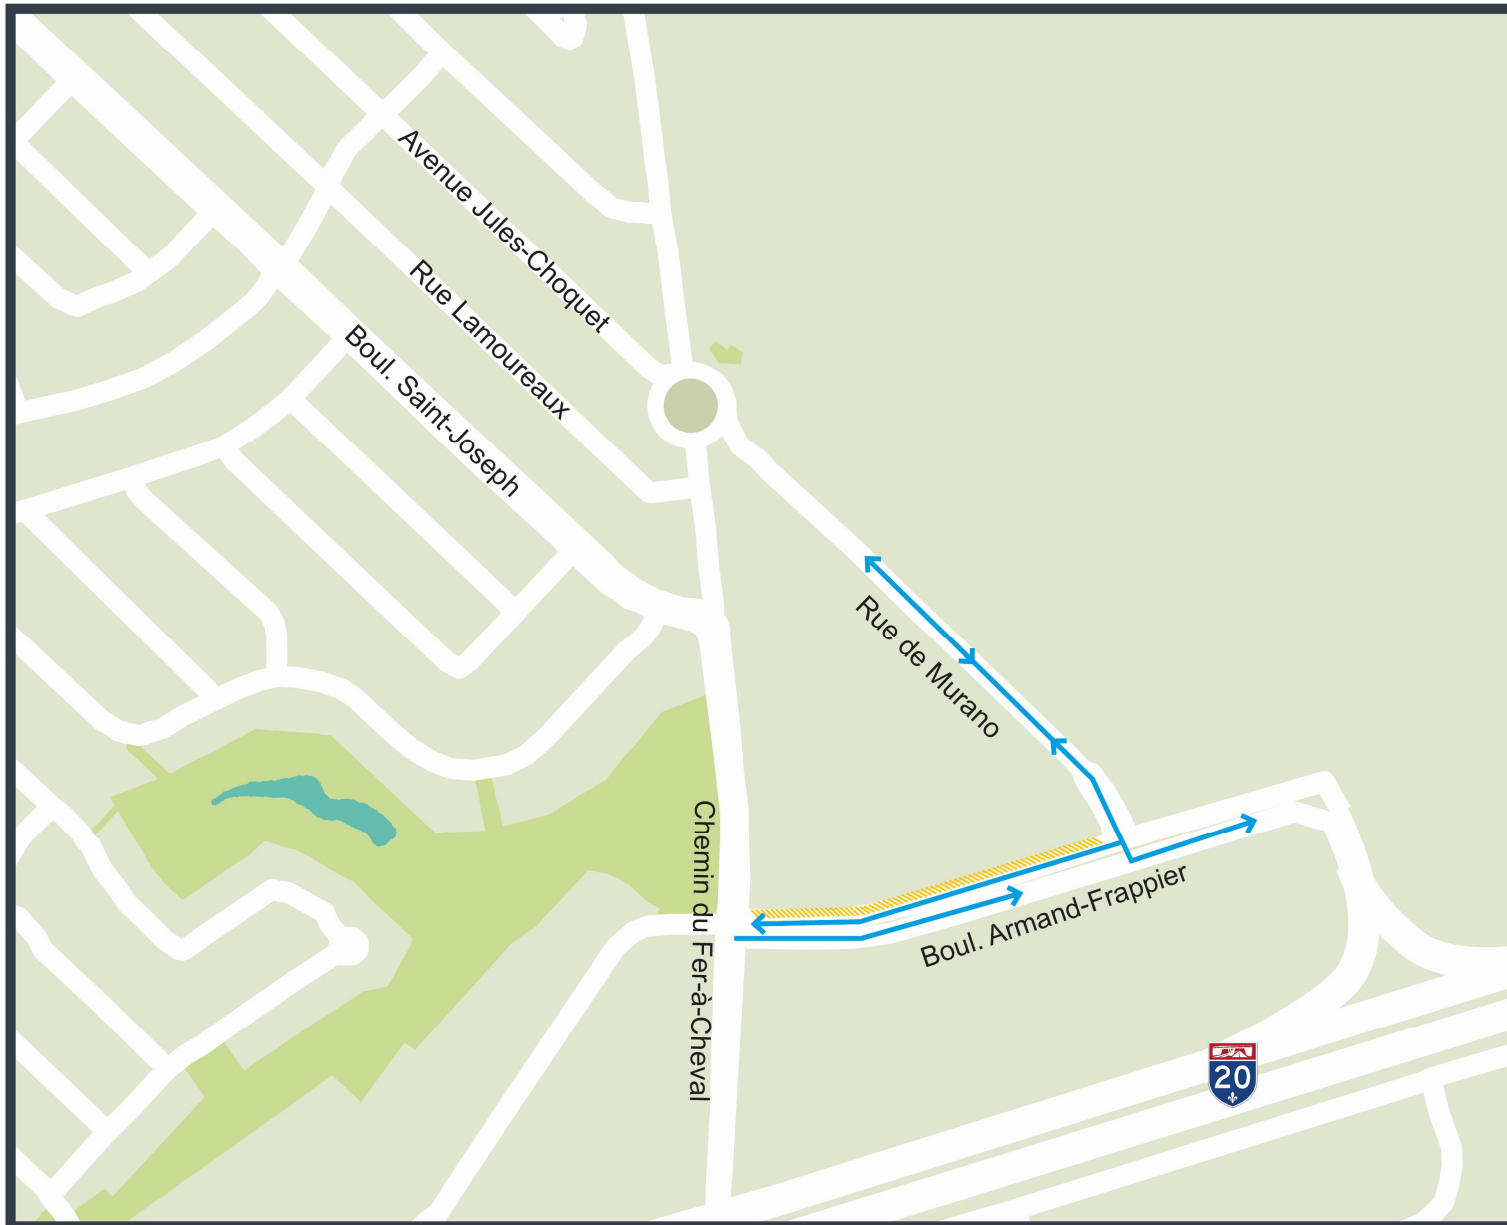 Avenue Jules-Choquet
Rue Lamoureaux
Boul. Saint-Joseph
Rue de Murano
Chemin du Fer-à-Cheval
Boul. Armand-Frappier
20